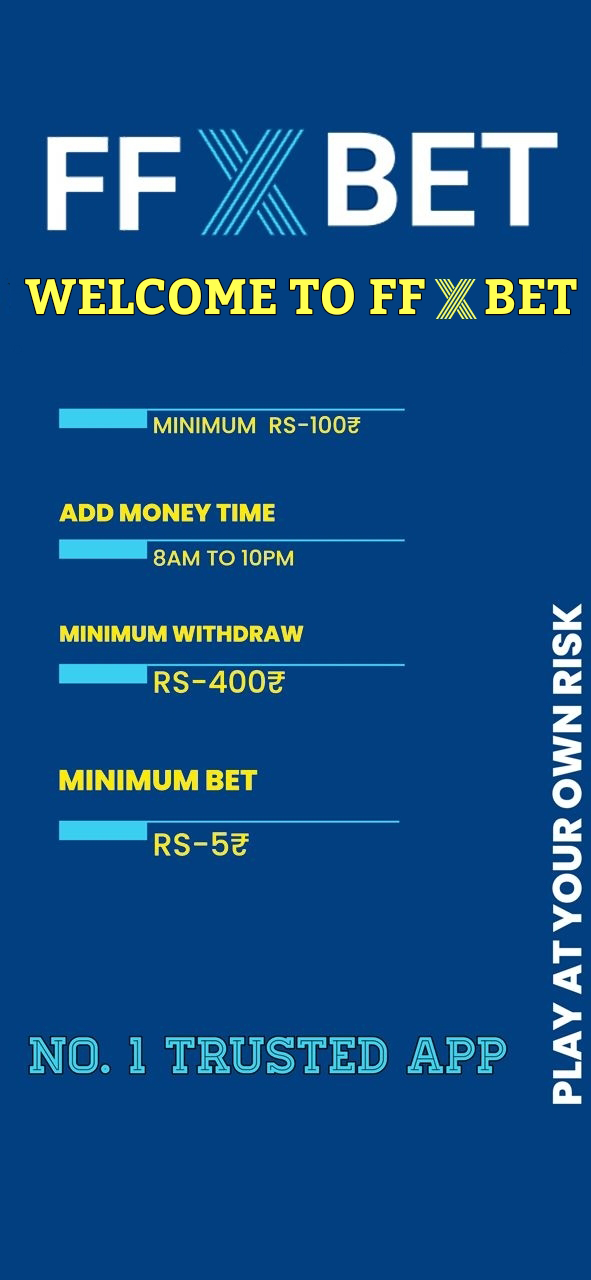 FF X BET
WELCOME TO FF X BET
MINIMUM RS-100₹
ADD MONEY TIME
8AM TO 10PM
MINIMUM WITHDRAW
RS-400₹
MINIMUM BET
RS-5₹
PLAY AT YOUR OWN RISK
NO. 1 TRUSTED APP